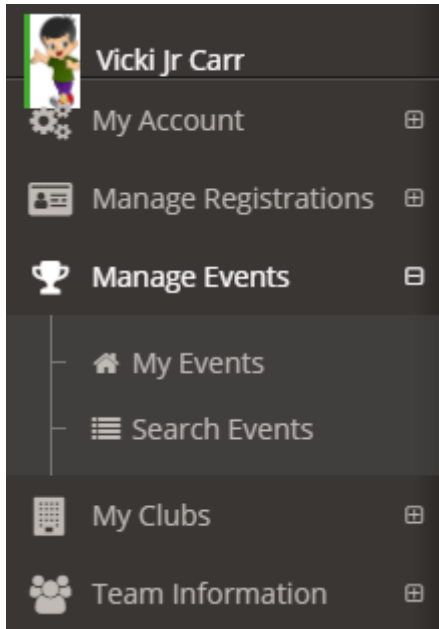 Vicki Jr Carr
My Account
Manage Registrations
Manage Events
My Events
Search Events
My Clubs
Team Information